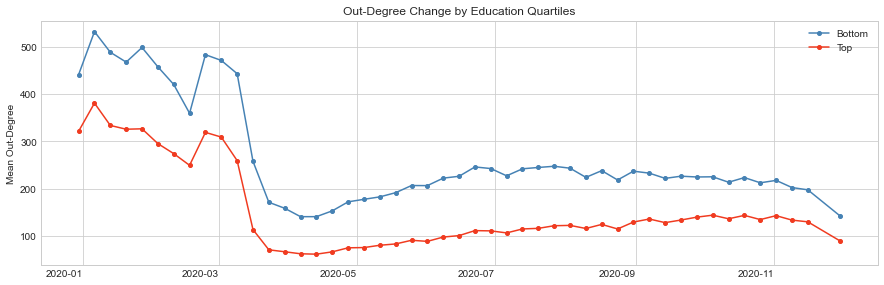 Out-Degree Change by Education Quartiles
Bottom
Top
Mean Out-Degree
500
400
300
200
100
2020-01
2020-03
2020-05
2020-07
2020-09
2020-11